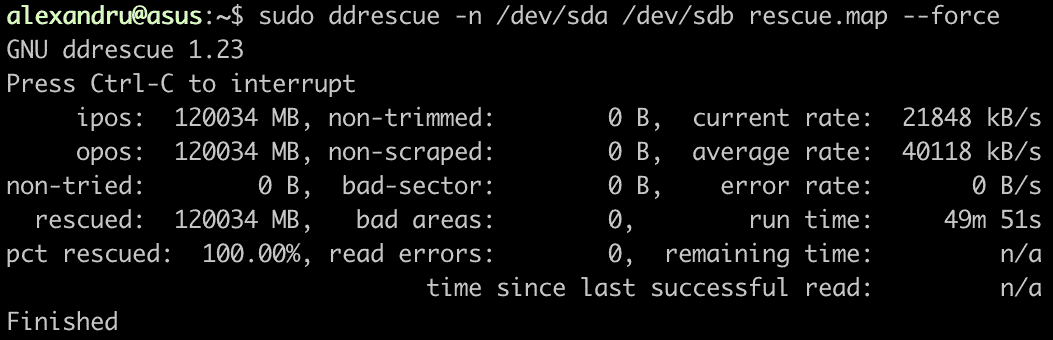 alexandru@asus:~$ sudo ddrescue -n /dev/sda /dev/sdb rescue.map --force
GNU ddrescue 1.23
Press Ctrl-C to interrupt
     ipos:  120034 MB, non-trimmed:        0 B,  current rate:  21848 kB/s
     opos:  120034 MB, non-scraped:        0 B,  average rate:  40118 kB/s
non-tried:        0 B,  bad-sector:        0 B,    error rate:       0 B/s
  rescued:  120034 MB,   bad areas:        0,        run time:     49m 51s
pct rescued:  100.00%, read errors:        0,  remaining time:         n/a
                              time since last successful read:         n/a
Finished